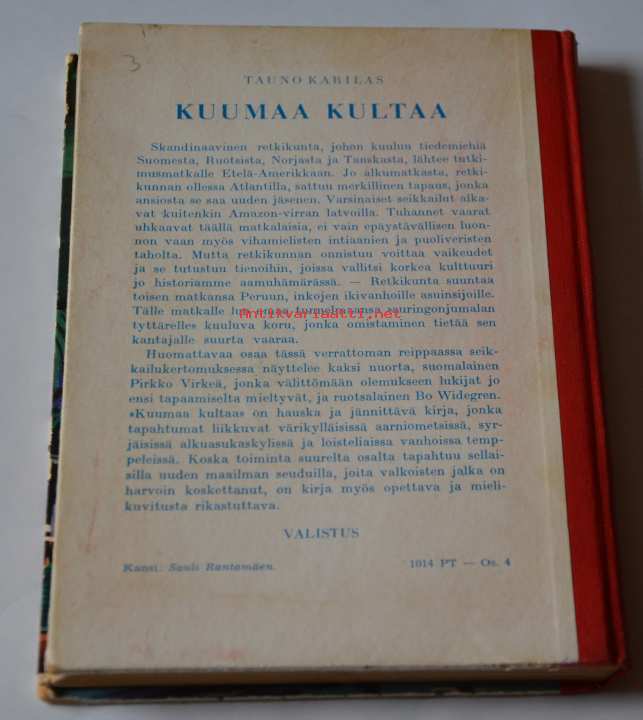 3
TAUNO KARILAS
KUUMAA KULTAA
Skandinaavinen retkikunta, johon kuuluu tiedemiehiä
Suomesta, Ruotsista, Norjasta ja Tanskasta, lähtee tutki-
musmatkalle Etelä-Amerikkaan. Jo alkumatkasta, retki-
kunnan ollessa Atlantilla, sattuu merkillinen tapaus, jonka
ansiosta se saa uuden jäsenen. Varsinaiset seikkailut alka-
vat kuitenkin Amazon-virran latvoilla. Tuhannet vaarat
uhkaavat täällä matkalaisia, ei vain epäystävällisen luon-
non vaan myös vihamielisten intiaanien ja puoliveristen
taholta. Mutta retkikunnan onnistuu voittaa vaikeudet
ja se tutustuu tienoihin, joissa vallitsi korkea kulttuuri
jo historiamme aamuhämärässä. — Retkikunta suuntaa
toisen matkansa Peruun, inkojen ikivanhoille asuinsijoille.
Tälle matkalle luo oman tunnelmansa auringonjumalan
tyttärelles kuuluva koru, jonka omistaminen tietää sen
kantajalle suurta vaaraa.
Huomattavaa osaa tässä verrattoman reippaassa seik-
kailukertomuksessa näyttelee kaksi nuorta, suomalainen
Pirkko Virkeä, jonka välittömään olemukseen lukijat jo
ensi tapaamiselta mieltyvät, ja ruotsalainen Bo Widegren.
«Kuumaa kultaa» on hauska ja jännittävä kirja, jonka
tapahtumat liikkuvat värikylläisissä aarniometsissä, syr-
jäisissä alkuasukaskylissä ja loisteliaissa vanhoissa temp-
peleissä. Koska toiminta suurelta osalta tapahtuu sellai-
silla uuden maailman seuduilla, joita valkoisten jalka on
harvoin koskettanut, on kirja myös opettava ja mieli-
kuvitusta rikastuttava.
VALISTUS
Kansi: Sauli Rantamäen.
1014 PT — Os. 4
Antikvariaatti.net